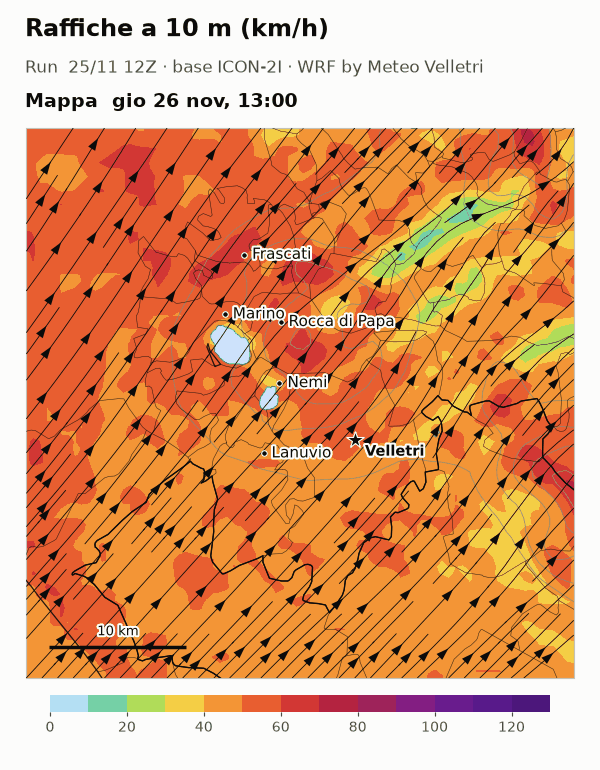 Raffiche a 10 m (km/h)
Run  25/11 12Z · base ICON-2I · WRF by Meteo Velletri
Mappa  gio 26 nov, 13:00
Frascati
Marino
Rocca di Papa
Nemi
Velletri
Lanuvio
10 km
0 20 40 60 80 100 120